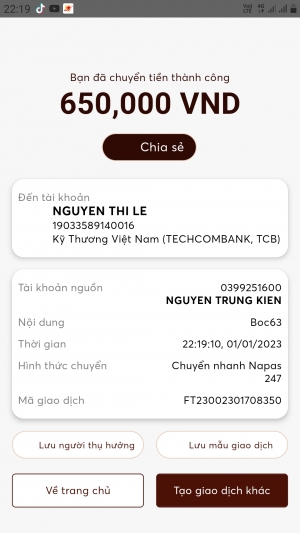 22:19
Bạn đã chuyển tiền thành công
650,000 VND
Chia sẻ
Đến tài khoản
NGUYEN THI LE
19033589140016
Kỹ Thương Việt Nam (TECHCOMBANK, TCB)
Tài khoản nguồn 0399251600
NGUYEN TRUNG KIEN
Nội dung Boc63
Thời gian 22:19:10, 01/01/2023
Hình thức chuyển Chuyển nhanh Napas
247
Mã giao dịch FT23002301708350
Lưu người thụ hưởng Lưu mẫu giao dịch
Về trang chủ Tạo giao dịch khác